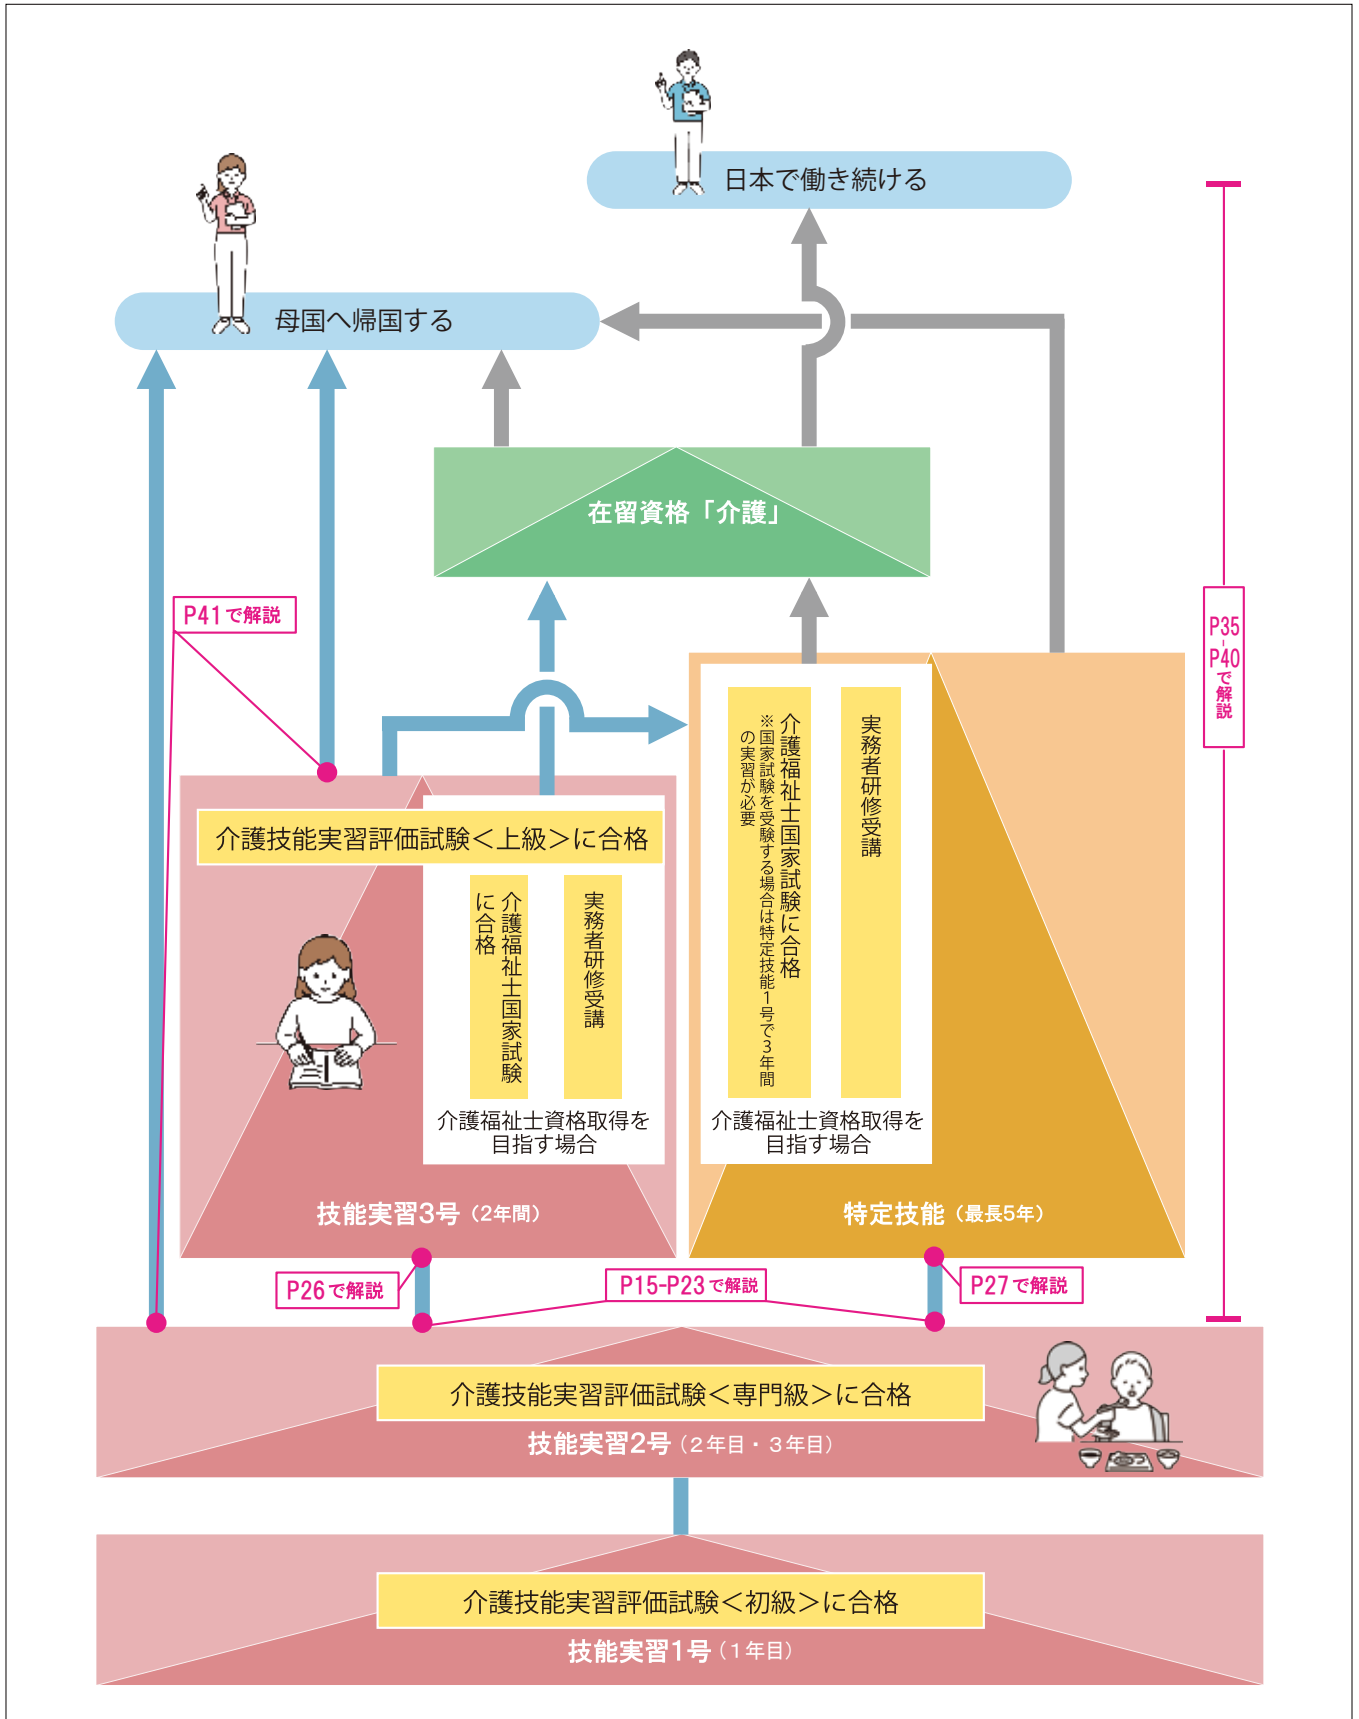 日本で働き続ける
母国へ帰国する
在留資格「介護」
P41で解説
P35
-
P40で解説
介護技能実習評価試験＜上級＞に合格
実務者研修受講
介護福祉士国家試験
に合格
介護福祉士資格取得を
目指す場合
技能実習3号（2年間）
実務者研修受講
介護福祉士国家試験に合格
※国家試験を受験する場合は特定技能1号で3年間
の実習が必要
介護福祉士資格取得を
目指す場合
特定技能（最長5年）
P26で解説
P15-P23で解説
P27で解説
介護技能実習評価試験＜専門級＞に合格
技能実習2号（2年目・3年目）
介護技能実習評価試験＜初級＞に合格
技能実習1号（1年目）